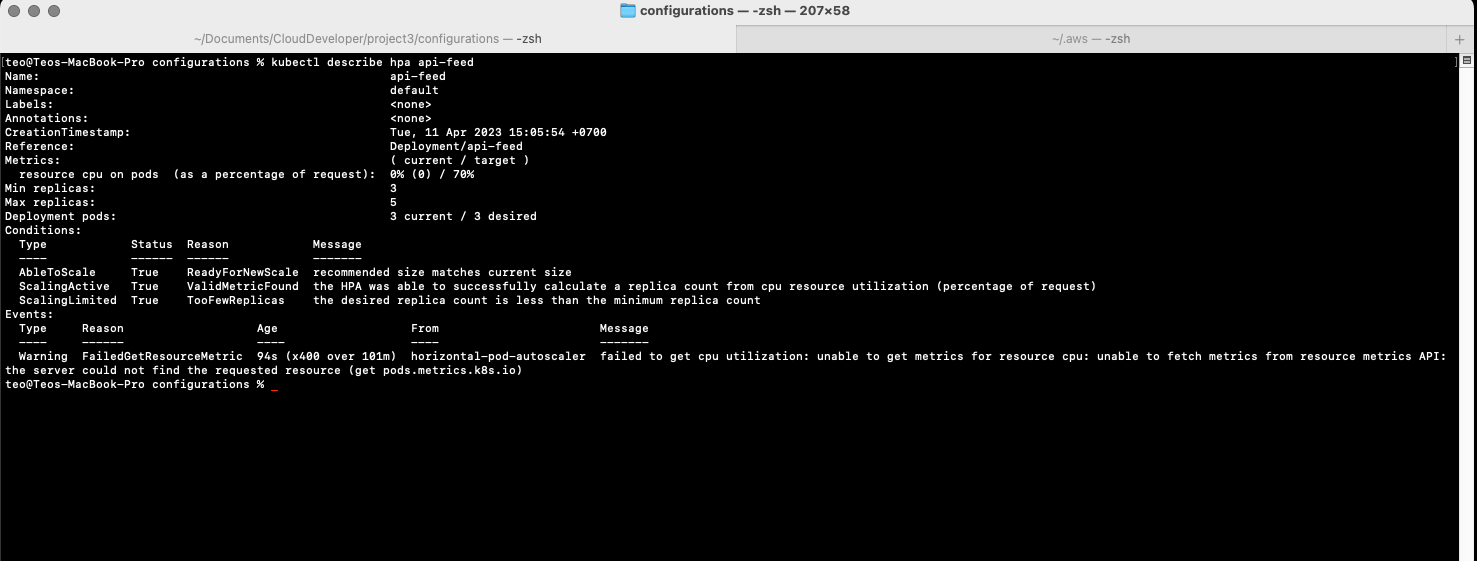 configurations — -zsh — 207×58
~/Documents/CloudDeveloper/project3/configurations — -zsh
~/.aws — -zsh
+
[teo@Teos-MacBook-Pro configurations % kubectl describe hpa api-feed ]
Name: api-feed
Namespace: default
Labels: <none>
Annotations: <none>
CreationTimestamp: Tue, 11 Apr 2023 15:05:54 +0700
Reference: Deployment/api-feed
Metrics: ( current / target )
  resource cpu on pods  (as a percentage of request): 0% (0) / 70%
Min replicas: 3
Max replicas: 5
Deployment pods: 3 current / 3 desired
Conditions:
  Type            Status  Reason            Message
  ----            ------  ------            -------
  AbleToScale     True    ReadyForNewScale  recommended size matches current size
  ScalingActive   True    ValidMetricFound  the HPA was able to successfully calculate a replica count from cpu resource utilization (percentage of request)
  ScalingLimited  True    TooFewReplicas    the desired replica count is less than the minimum replica count
Events:
  Type     Reason                   Age                   From                       Message
  ----     ------                   ----                  ----                       -------
  Warning  FailedGetResourceMetric  94s (x400 over 101m)  horizontal-pod-autoscaler  failed to get cpu utilization: unable to get metrics for resource cpu: unable to fetch metrics from resource metrics API:
the server could not find the requested resource (get pods.metrics.k8s.io)
teo@Teos-MacBook-Pro configurations % _